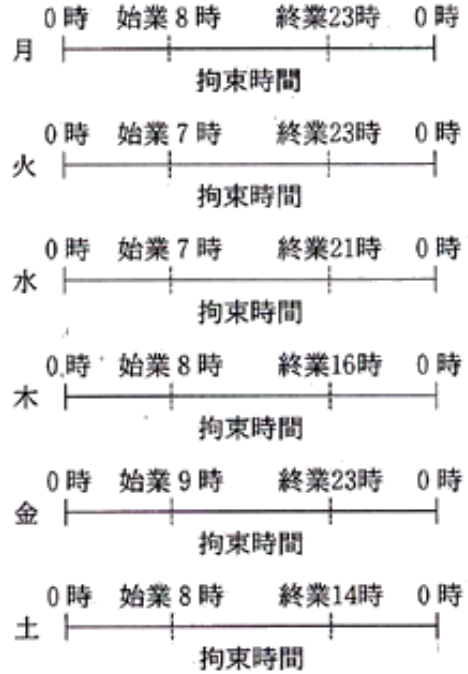 0時 始業8時 終業23時 0時
月
拘束時間
0時 始業7時 終業23時 0時
火
拘束時間
0時 始業7時 終業21時 0時
水
拘束時間
0時 始業8時 終業16時 0時
木
拘束時間
0時 始業9時 終業23時 0時
金
拘束時間
0時 始業8時 終業14時 0時
土
拘束時間